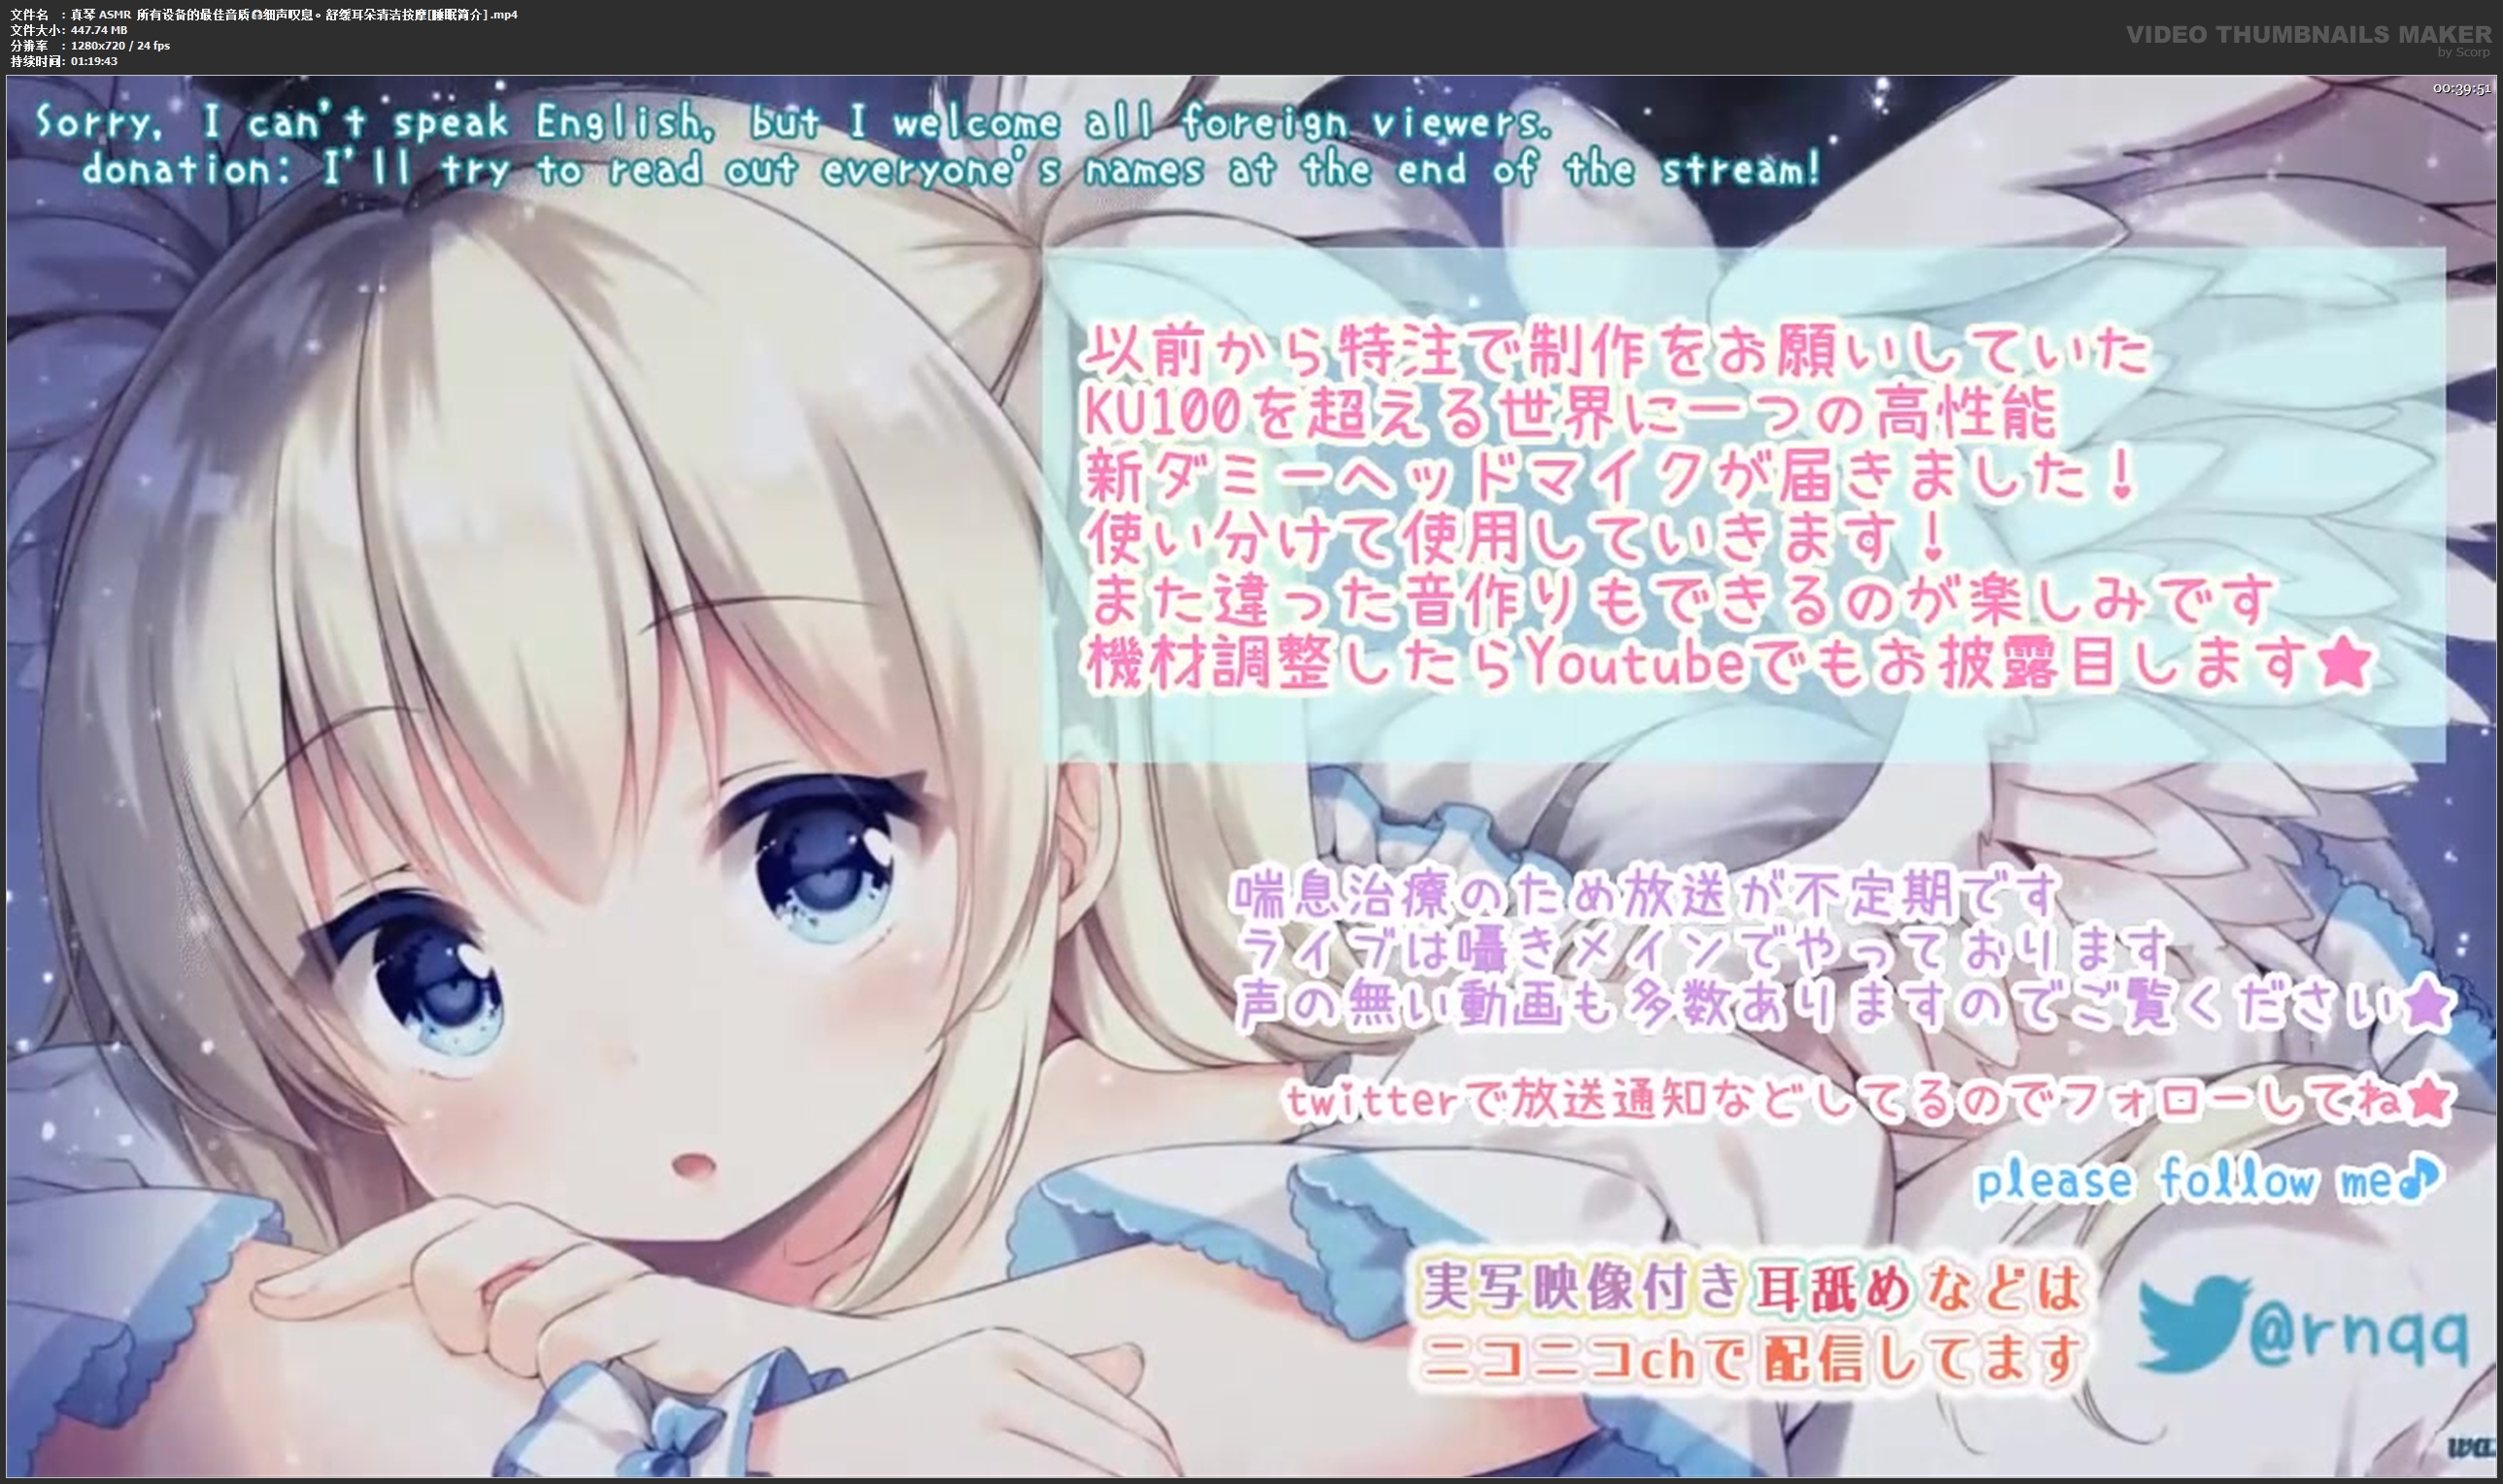 文件名 : 真琴 ASMR 所有设备的最佳音质🎧细声叹息。舒缓耳朵清洁按摩[睡眠简介] .mp4
文件大小: 447.74 MB
分辨率 : 1280x720 / 24 fps
持续时间: 01:19:43
VIDEO THUMBNAILS MAKER
by Scorp
00:39:51
Sorry, I can't speak English, but I welcome all foreign viewers.
donation: I'll try to read out everyone's names at the end of the stream!
以前から特注で制作をお願いしていた
KU100を超える世界に一つの高性能
新ダミーヘッドマイクが届きました!
使い分けて使用していきます!
また違った音作りもできるのが楽しみです
機材調整したらYoutubeでもお披露目します★
喘息治療のため放送が不定期です
ライブは囁きメインでやっております
声の無い動画も多数ありますのでご覧ください★
twitterで放送通知などしてるのでフォローしてね★
please follow me♪
実写映像付き耳舐めなどは
ニコニコchで配信してます
@rnqq